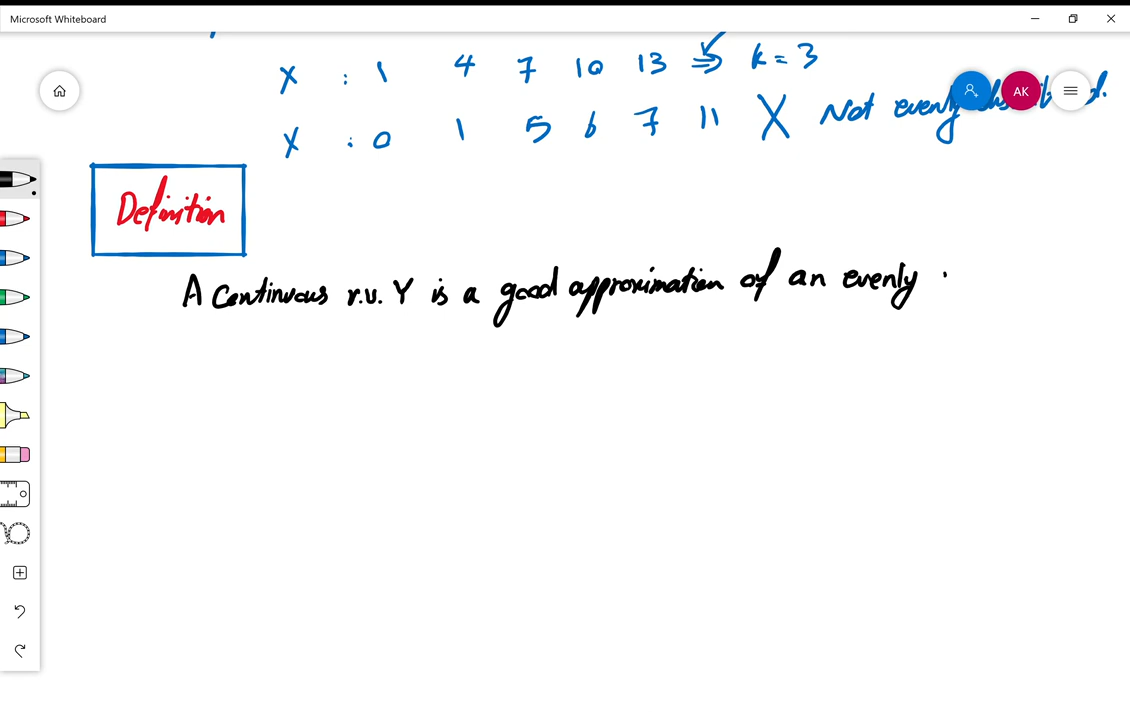 Microsoft Whiteboard
X : 1 4 7 10 13 ⇒ k = 3
X : 0 1 5 6 7 11 X Not evenly
AK
Definition
A continuous r.v. Y is a good approximation of an evenly